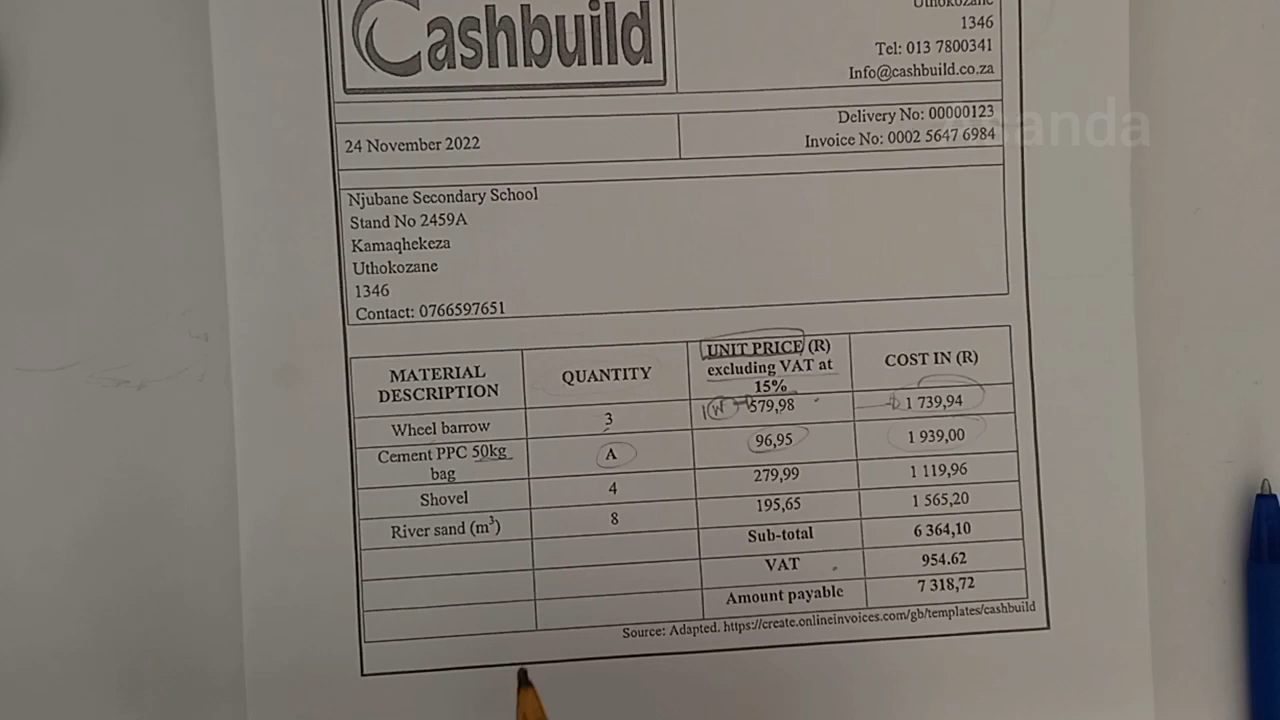 Cashbuild
Uthokozane
1346
Tel: 013 7800341
Info@cashbuild.co.za
24 November 2022
Delivery No: 00000123
Invoice No: 0002 5647 6984
Njubane Secondary School
Stand No 2459A
Kamaqhekeza
Uthokozane
1346
Contact: 0766597651
MATERIAL DESCRIPTION QUANTITY UNIT PRICE (R) excluding VAT at 15% COST IN (R)
Wheel barrow 3 1W 579,98 1 739,94
Cement PPC 50kg bag A 96,95 1 939,00
Shovel 4 279,99 1 119,96
River sand (m³) 8 195,65 1 565,20
Sub-total 6 364,10
VAT 954.62
Amount payable 7 318,72
Source: Adapted. https://create.onlineinvoices.com/gb/templates/cashbuild